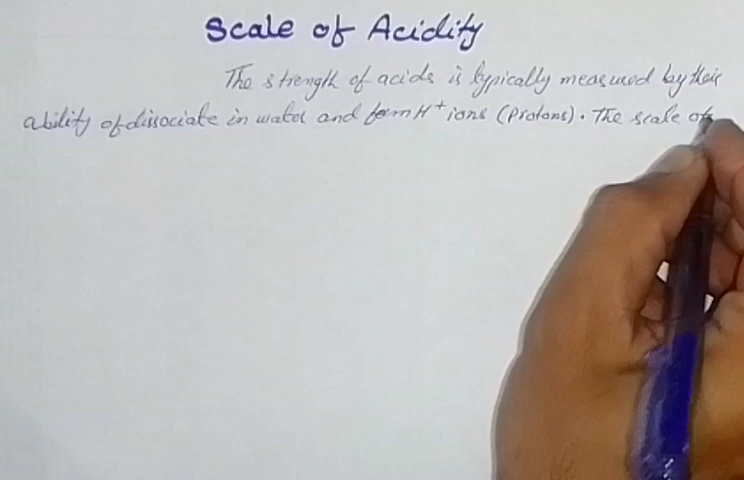 Scale of Acidity
The strength of acids is typically measured by their
ability of dissociate in water and form H⁺ ions (Protons). The scale of